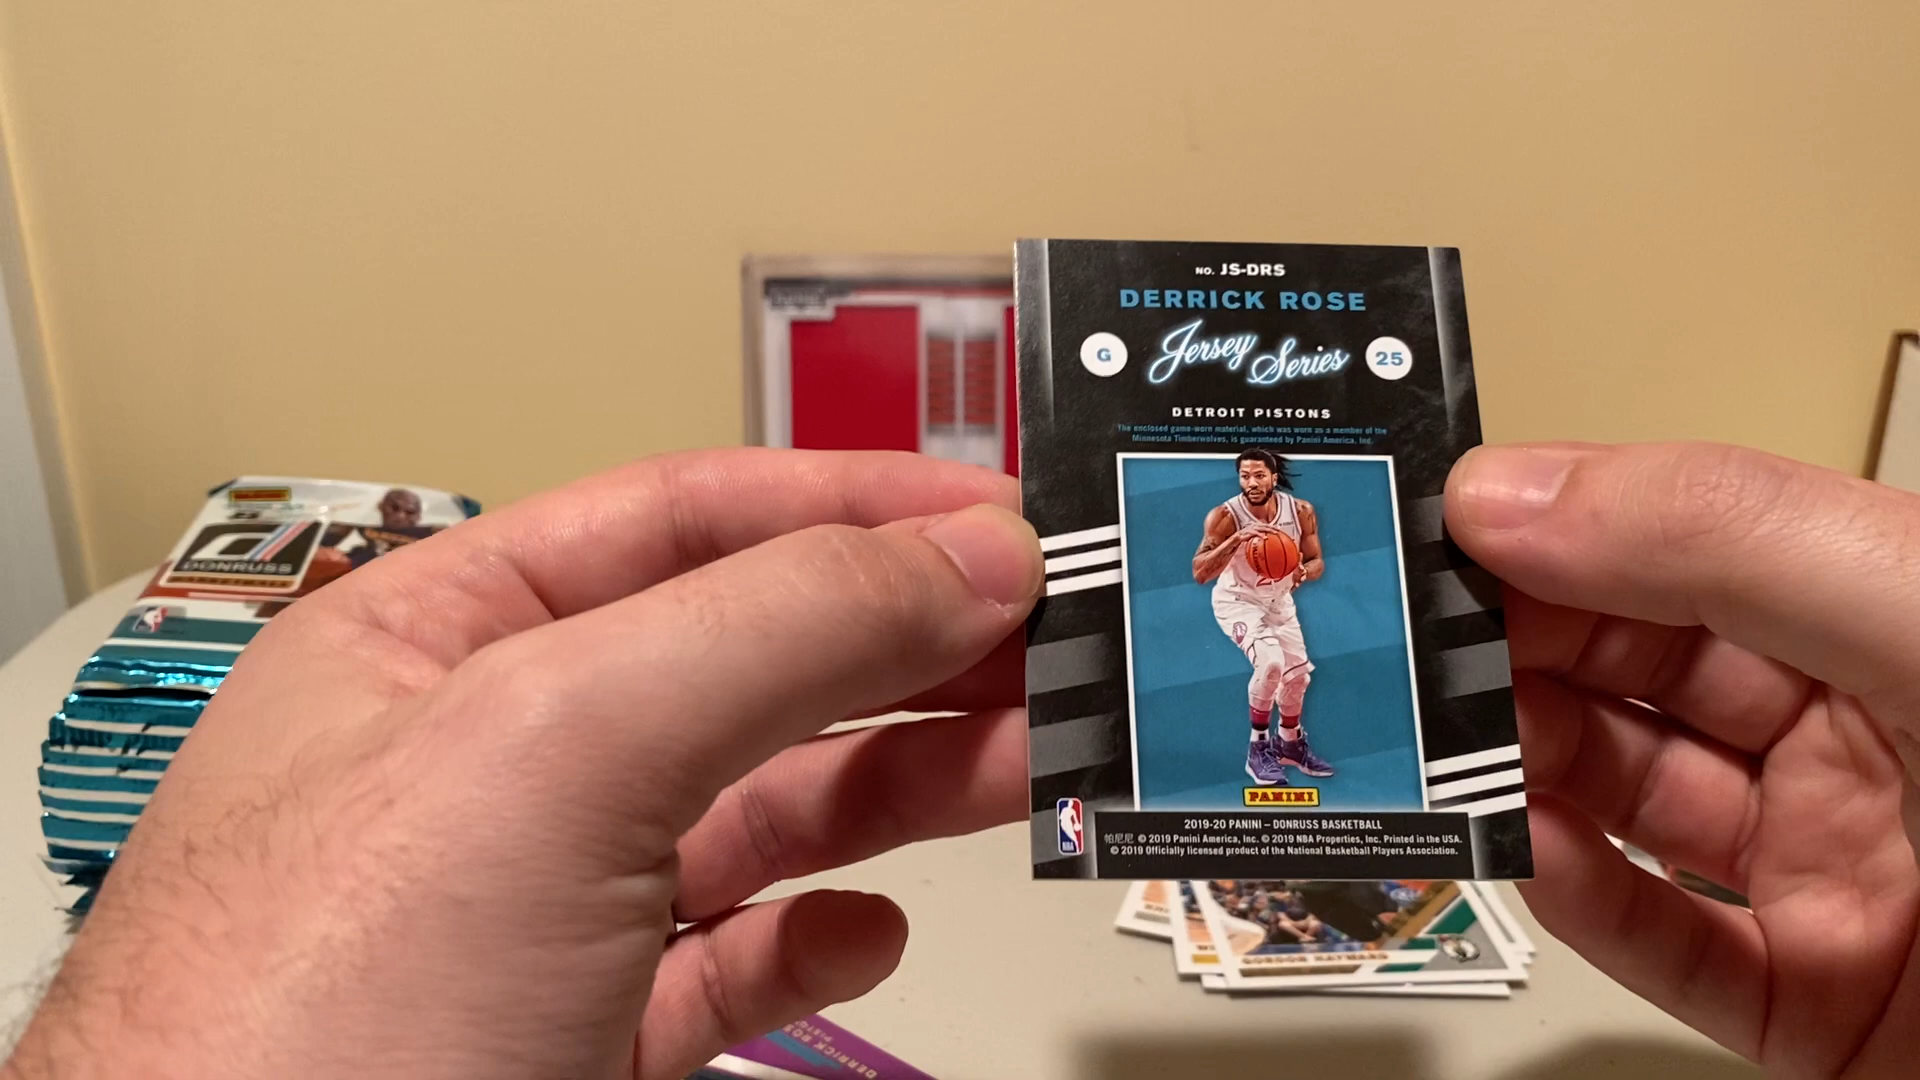 NO. JS-DRS
DERRICK ROSE
G
Jersey Series
25
DETROIT PISTONS
The enclosed game-worn material, which was worn as a member of the
Minnesota Timberwolves, is guaranteed by Panini America, Inc.
PANINI
NBA
2019-20 PANINI – DONRUSS BASKETBALL
帕尼尼 © 2019 Panini America, Inc. © 2019 NBA Properties, Inc. Printed in the USA.
© 2019 Officially licensed product of the National Basketball Players Association.
DONRUSS
GORDON HAYWARD
DERRICK ROSE